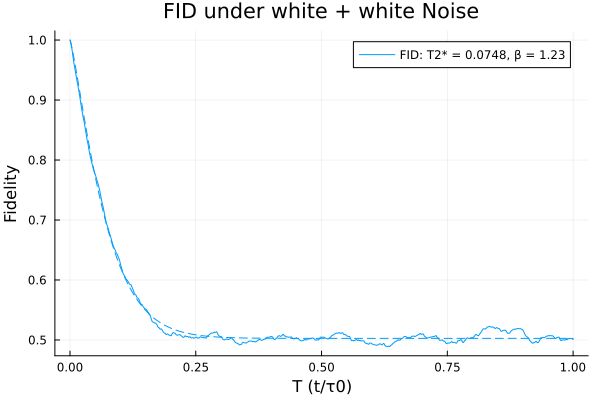 FID under white + white Noise
FID: T2* = 0.0748, β = 1.23
Fidelity
1.0
0.9
0.8
0.7
0.6
0.5
0.00
0.25
0.50
0.75
1.00
T (t/τ0)